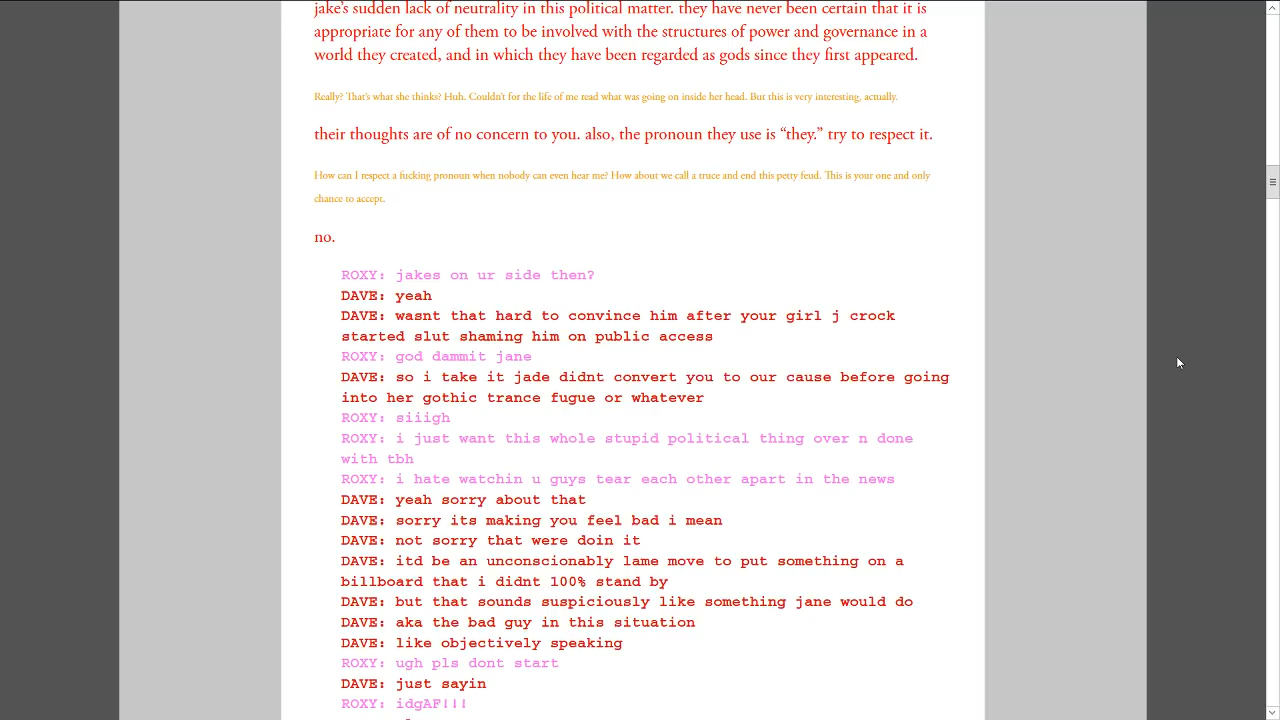 jake's sudden lack of neutrality in this political matter. they have never been certain that it is
appropriate for any of them to be involved with the structures of power and governance in a
world they created, and in which they have been regarded as gods since they first appeared.
Really? That's what she thinks? Huh. Couldn't for the life of me read what was going on inside her head. But this is very interesting, actually.
their thoughts are of no concern to you. also, the pronoun they use is “they.” try to respect it.
How can I respect a fucking pronoun when nobody can even hear me? How about we call a truce and end this petty feud. This is your one and only
chance to accept.
no.
ROXY: jakes on ur side then?
DAVE: yeah
DAVE: wasnt that hard to convince him after your girl j crock
started slut shaming him on public access
ROXY: god dammit jane
DAVE: so i take it jade didnt convert you to our cause before going
into her gothic trance fugue or whatever
ROXY: siiigh
ROXY: i just want this whole stupid political thing over n done
with tbh
ROXY: i hate watchin u guys tear each other apart in the news
DAVE: yeah sorry about that
DAVE: sorry its making you feel bad i mean
DAVE: not sorry that were doin it
DAVE: itd be an unconscionably lame move to put something on a
billboard that i didnt 100% stand by
DAVE: but that sounds suspiciously like something jane would do
DAVE: aka the bad guy in this situation
DAVE: like objectively speaking
ROXY: ugh pls dont start
DAVE: just sayin
ROXY: idgAF!!!